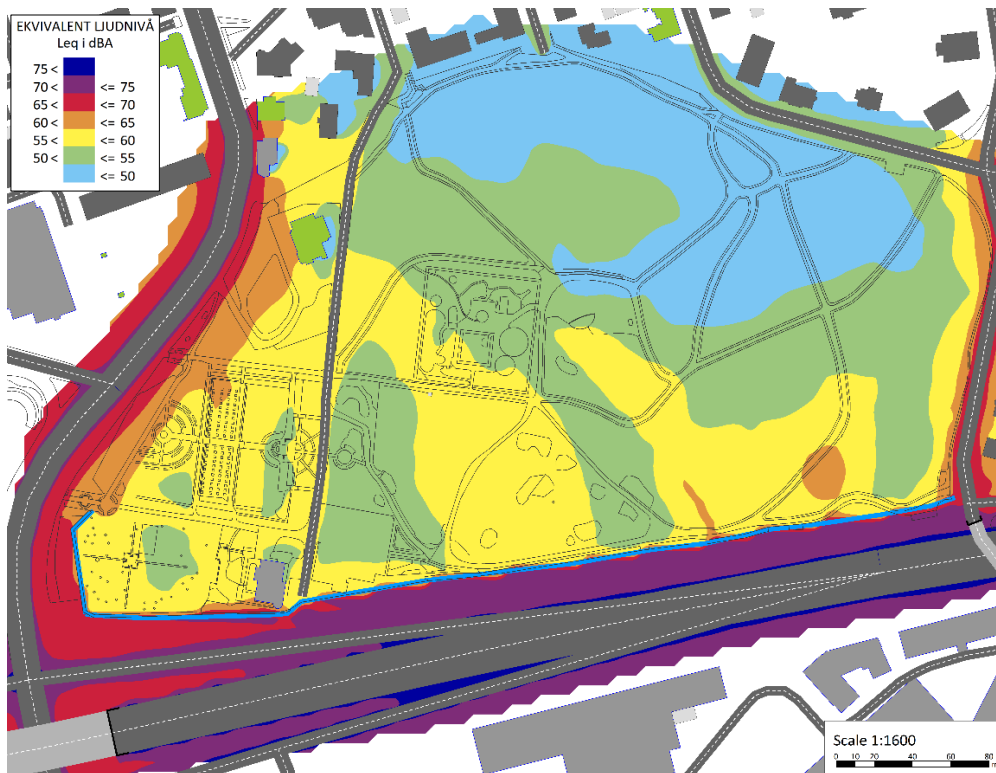 EKVIVALENT LJUDNIVÅ
Leq i dBA
75 <
70 < <= 75
65 < <= 70
60 < <= 65
55 < <= 60
50 < <= 55
<= 50
Scale 1:1600
0 10 20 40 60 80